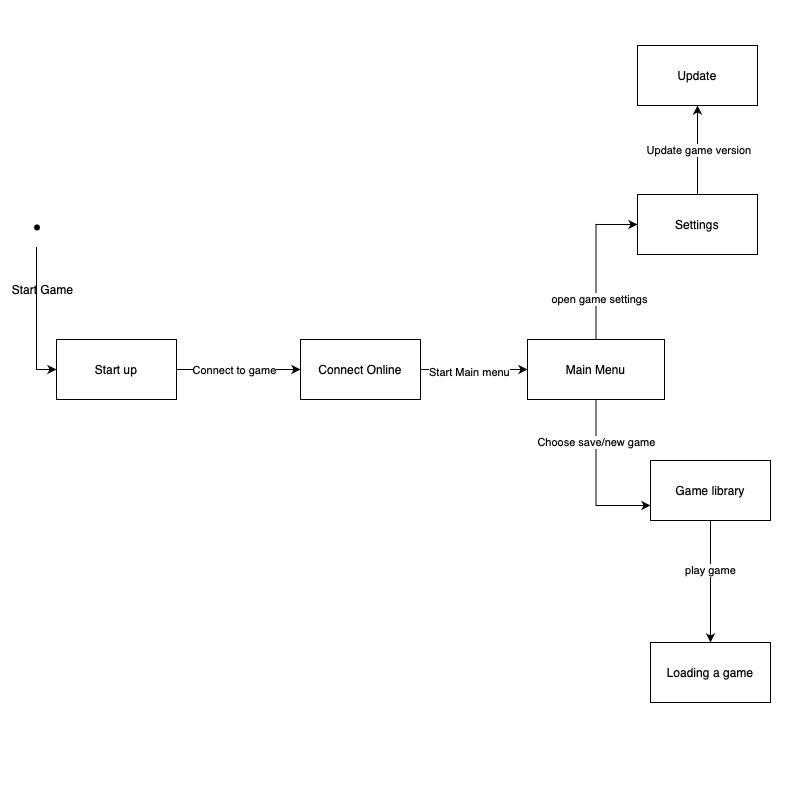 Update
Update game version
Settings
Start Game
open game settings
Start up
Connect to game
Connect Online
Start Main menu
Main Menu
Choose save/new game
Game library
play game
Loading a game